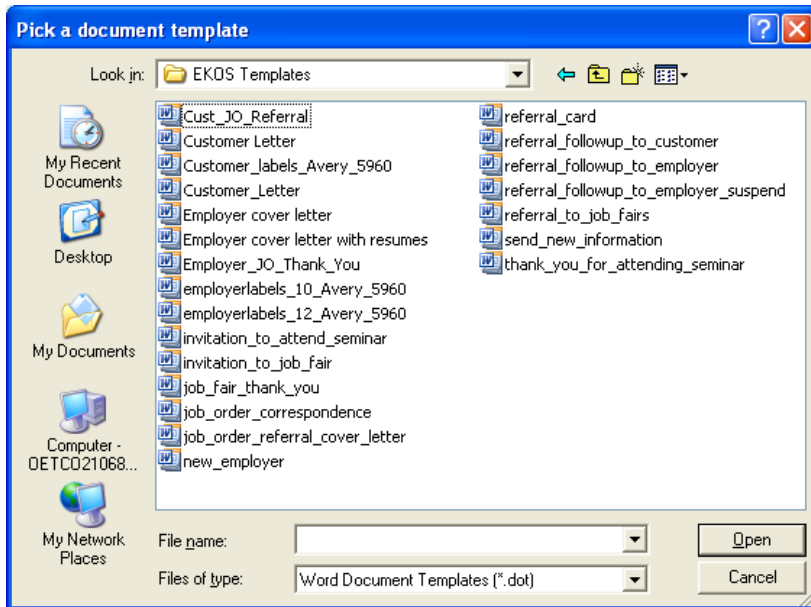 Pick a document template
Look in: EKOS Templates
My Recent
Documents
Desktop
My Documents
Computer -
OETCO21068...
My Network
Places
Cust_JO_Referral
Customer Letter
Customer_labels_Avery_5960
Customer_Letter
Employer cover letter
Employer cover letter with resumes
Employer_JO_Thank_You
employerlabels_10_Avery_5960
employerlabels_12_Avery_5960
invitation_to_attend_seminar
invitation_to_job_fair
job_fair_thank_you
job_order_correspondence
job_order_referral_cover_letter
new_employer
referral_card
referral_followup_to_customer
referral_followup_to_employer
referral_followup_to_employer_suspend
referral_to_job_fairs
send_new_information
thank_you_for_attending_seminar
File name:
Open
Files of type: Word Document Templates (*.dot)
Cancel